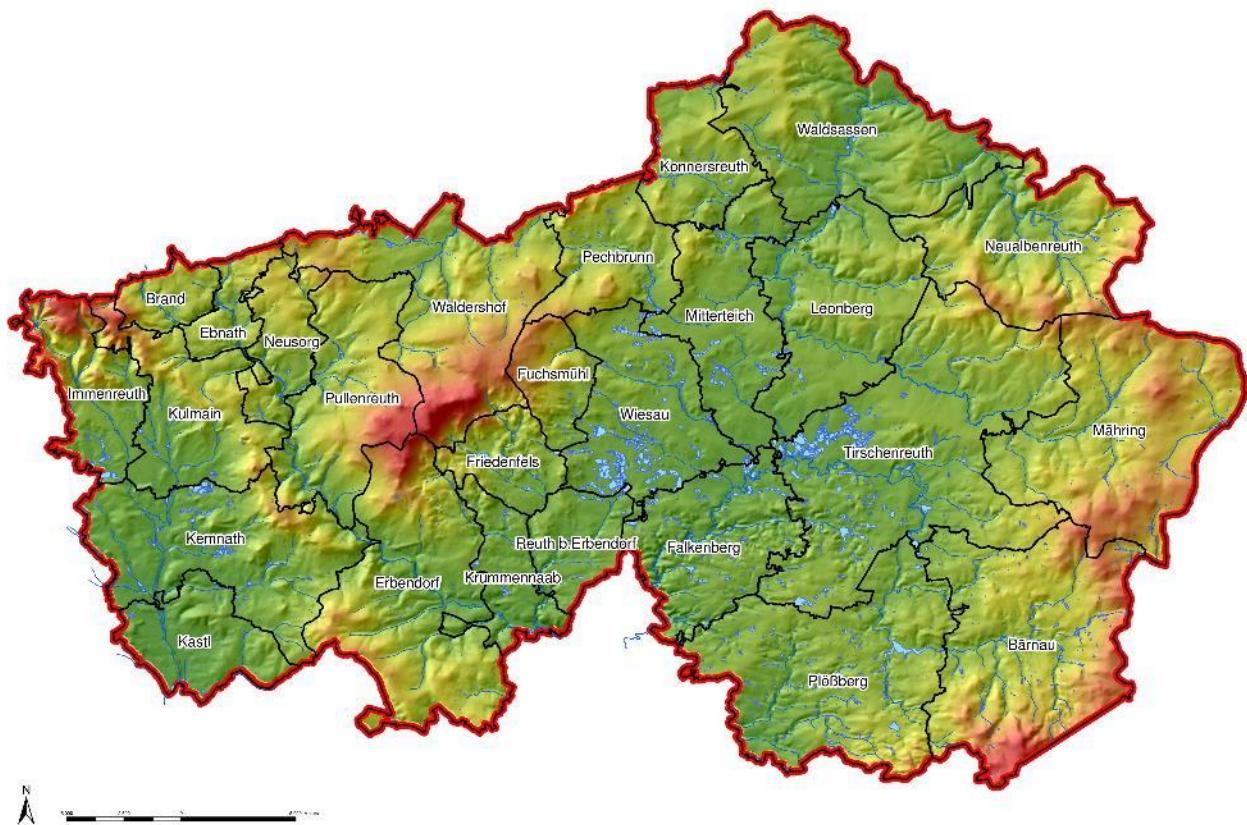 Waldsassen
Konnersreuth
Neualbenreuth
Pechbrunn
Brand
Waldershof
Leonberg
Mitterteich
Ebnath
Neusorg
Fuchsmühl
Immenreuth
Pullenreuth
Kulmain
Wiesau
Mähring
Tirschenreuth
Friedenfels
Kemnath
Reuth b.Erbendorf
Falkenberg
Erbendorf
Krummennaab
Kastl
Bärnau
Plößberg
N